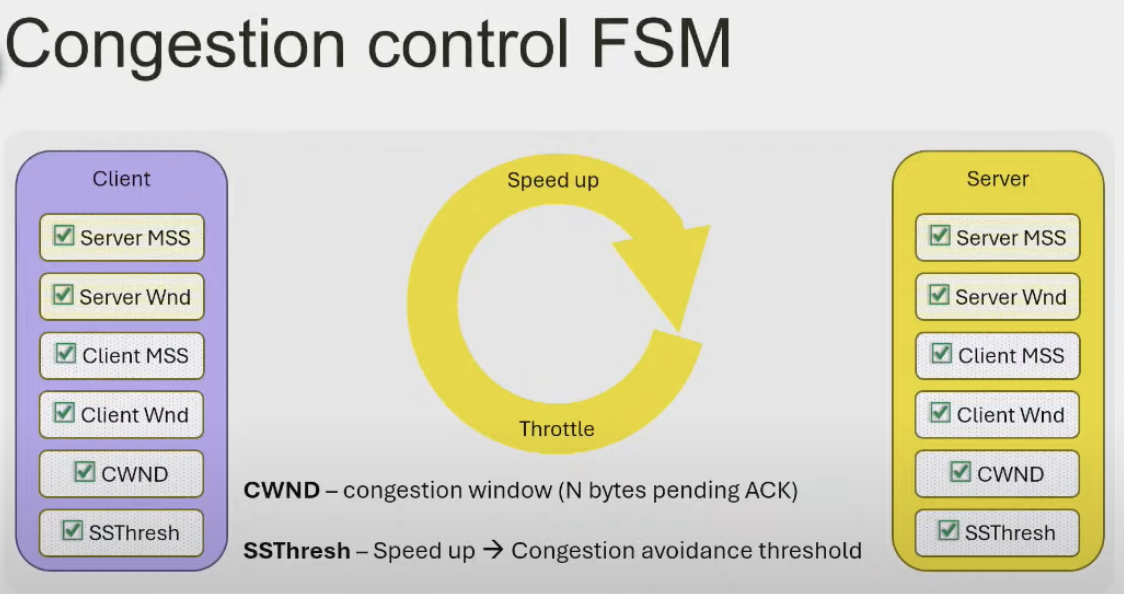 Congestion control FSM
Client
Server MSS
Server Wnd
Client MSS
Client Wnd
CWND
SSThresh
Speed up
Throttle
CWND – congestion window (N bytes pending ACK)
SSThresh – Speed up → Congestion avoidance threshold
Server
Server MSS
Server Wnd
Client MSS
Client Wnd
CWND
SSThresh